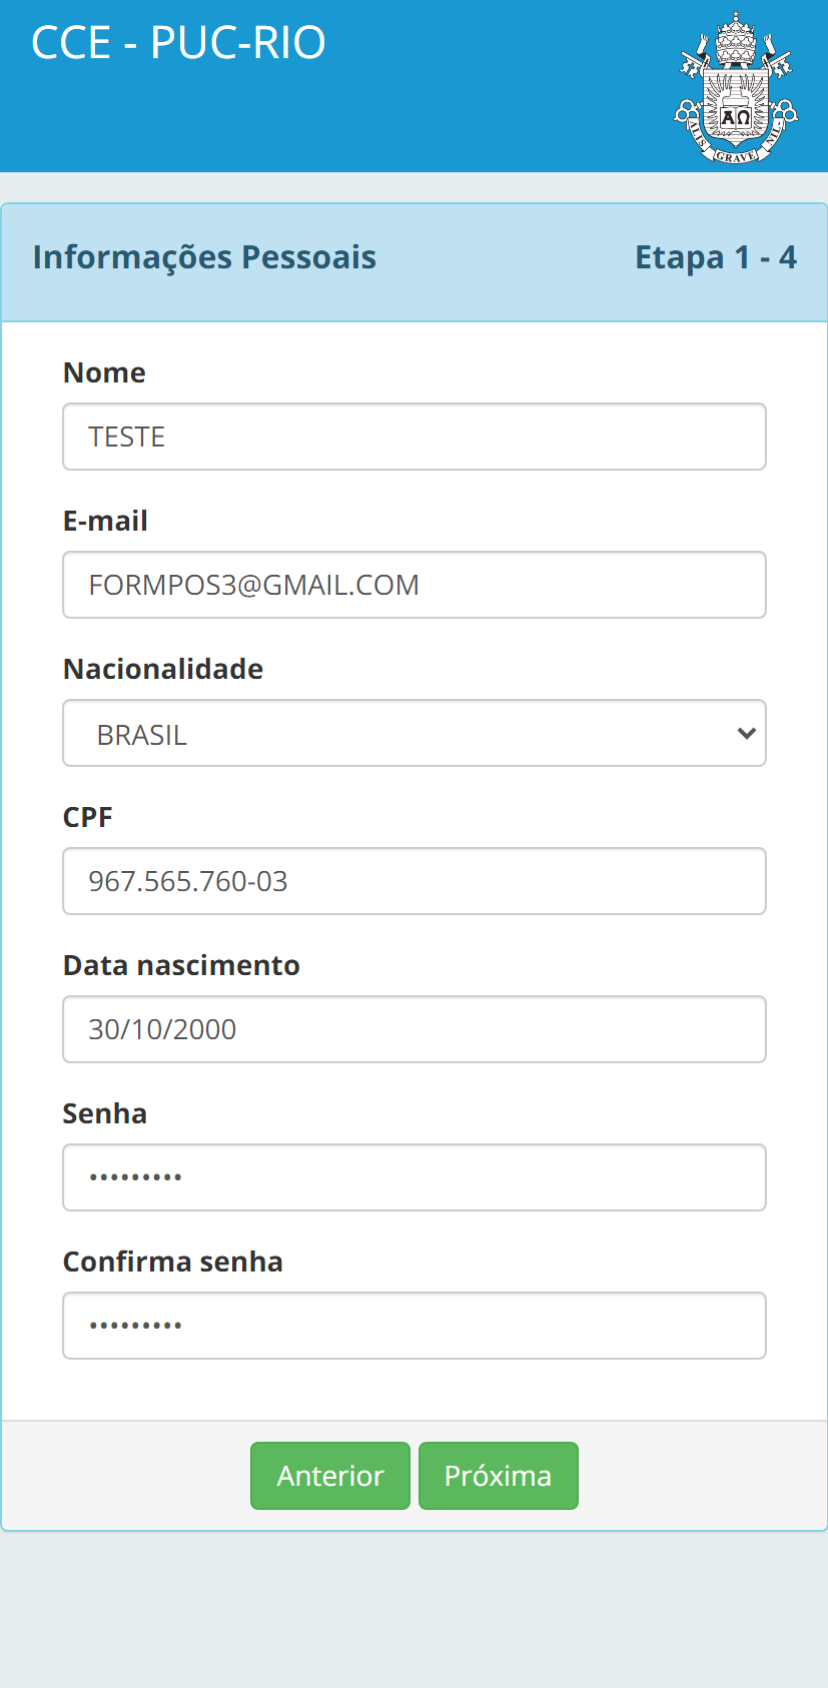 CCE - PUC-RIO
ALIS GRAVE NIL
ΑΩ
Informações Pessoais Etapa 1 - 4
Nome
TESTE
E-mail
FORMPOS3@GMAIL.COM
Nacionalidade
BRASIL
CPF
967.565.760-03
Data nascimento
30/10/2000
Senha
•••••••••
Confirma senha
•••••••••
Anterior Próxima